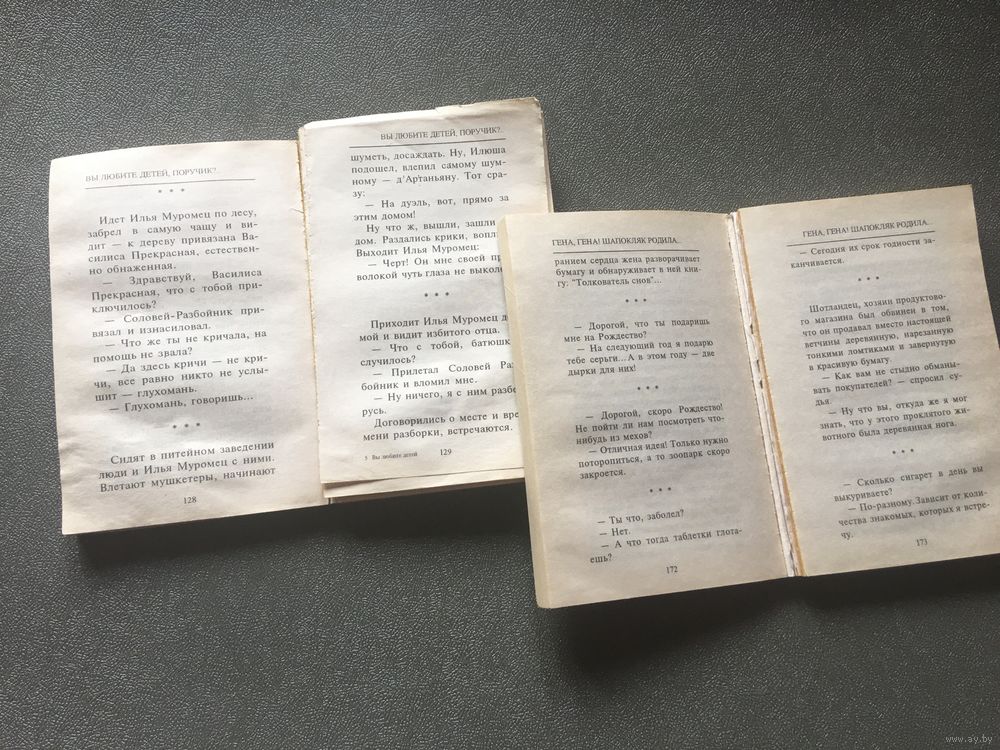 ВЫ ЛЮБИТЕ ДЕТЕЙ, ПОРУЧИК?..
* * *
Идет Илья Муромец по лесу,
забрел в самую чащу и ви-
дит — к дереву привязана Ва-
силиса Прекрасная, естествен-
но обнаженная.
— Здравствуй, Василиса
Прекрасная, что с тобой при-
ключилось?
— Соловей-Разбойник при-
вязал и изнасиловал.
— Что же ты не кричала, на
помощь не звала?
— Да здесь кричи — не кри-
чи, все равно никто не услы-
шит — глухомань.
— Глухомань, говоришь...
* * *
Сидят в питейном заведении
люди и Илья Муромец с ними.
Влетают мушкетеры, начинают
128
ВЫ ЛЮБИТЕ ДЕТЕЙ, ПОРУЧИК?..
шуметь, досаждать. Ну, Илюша
подошел, влепил самому шум-
ному — д'Артаньяну. Тот сра-
зу:
— На дуэль, вот, прямо за
этим домом!
Ну что ж, вышли, зашли
дом. Раздались крики, вопл
Выходит Илья Муромец:
— Черт! Он мне своей пр
волокой чуть глаза не выколо
* * *
Приходит Илья Муромец до
мой и видит избитого отца.
— Что с тобой, батюшк
случилось?
— Прилетал Соловей Раз
бойник и вломил мне.
— Ну ничего, я с ним разбе
русь.
Договорились о месте и вре
мени разборки, встречаются.
5 Вы любите детей
129
ГЕНА, ГЕНА! ШАПОКЛЯК РОДИЛА...
ранием сердца жена разворачивает
бумагу и обнаруживает в ней кни-
гу: "Толкователь снов"...
* * *
— Дорогой, что ты подаришь
мне на Рождество?
— На следующий год я подарю
тебе серьги... А в этом году — две
дырки для них!
* * *
— Дорогой, скоро Рождество!
Не пойти ли нам посмотреть что-
нибудь из мехов?
— Отличная идея! Только нужно
поторопиться, а то зоопарк скоро
закроется.
* * *
— Ты что, заболел?
— Нет.
— А что тогда таблетки глота-
ешь?
172
ГЕНА, ГЕНА! ШАПОКЛЯК РОДИЛА...
— Сегодня их срок годности за-
канчивается.
* * *
Шотландец, хозяин продуктово-
го магазина был обвинен в том,
что он продавал вместо настоящей
ветчины деревянную, нарезанную
тонкими ломтиками и завернутую
в красивую бумагу.
— Как вам не стыдно обманы-
вать покупателей? — спросил су-
дья.
— Ну что вы, откуда же я мог
знать, что у этого проклятого жи-
вотного была деревянная нога.
* * *
— Сколько сигарет в день вы
выкуриваете?
— По-разному. Зависит от коли-
чества знакомых, которых я встре-
чу.
173
www.ay.by